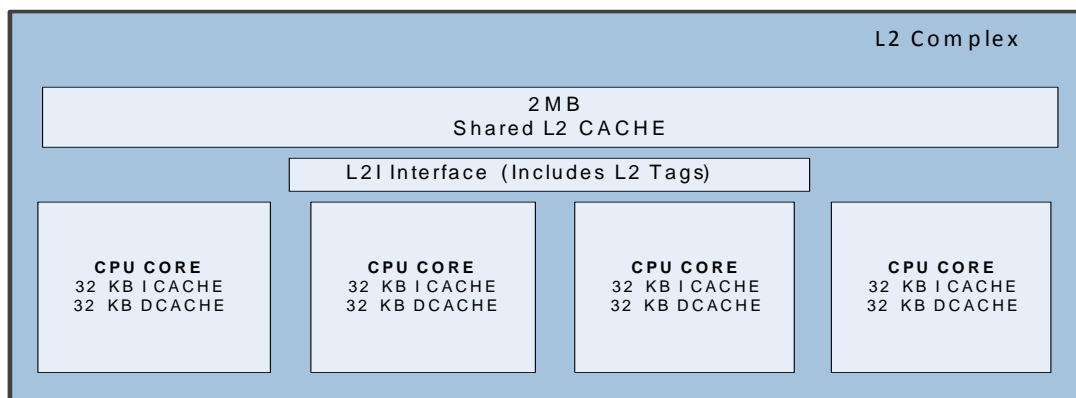 L2 Complex
2MB
Shared L2 CACHE
L2I Interface (Includes L2 Tags)
CPU CORE
32 KB I CACHE
32 KB DCACHE
CPU CORE
32 KB I CACHE
32 KB DCACHE
CPU CORE
32 KB I CACHE
32 KB DCACHE
CPU CORE
32 KB I CACHE
32 KB DCACHE